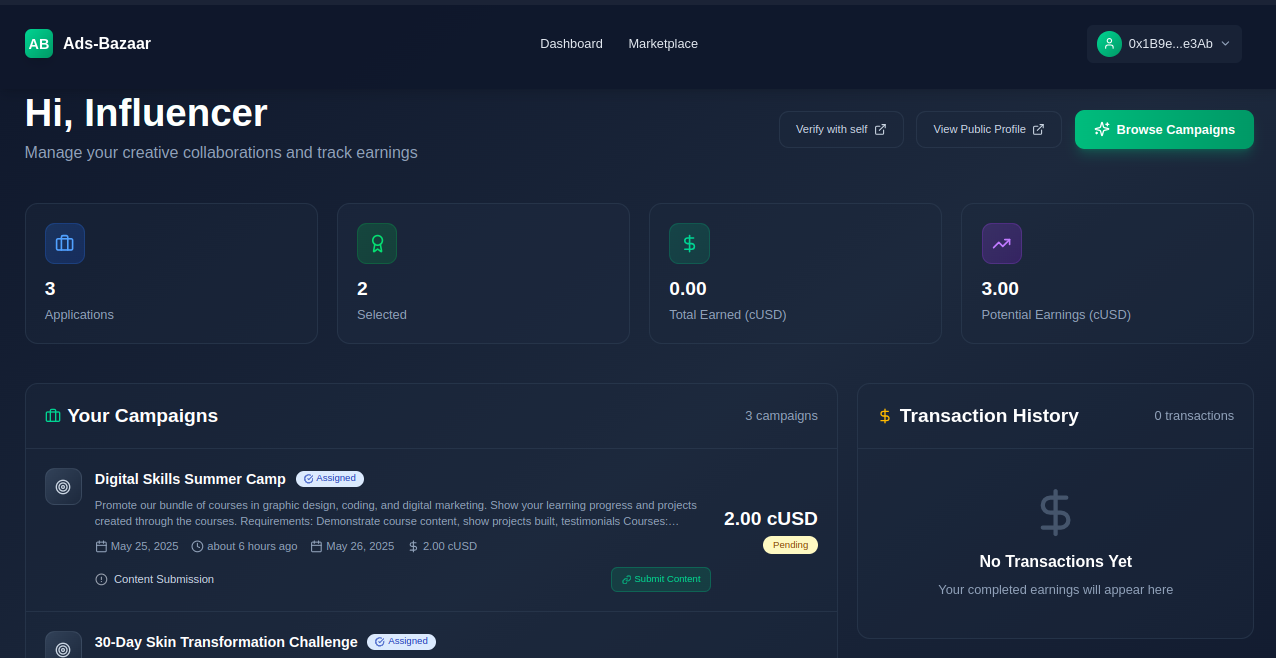 AB Ads-Bazaar
Dashboard Marketplace
0x1B9e...e3Ab
Hi, Influencer
Manage your creative collaborations and track earnings
Verify with self
View Public Profile
Browse Campaigns
3
Applications
2
Selected
0.00
Total Earned (cUSD)
3.00
Potential Earnings (cUSD)
Your Campaigns
3 campaigns
Digital Skills Summer Camp Assigned
Promote our bundle of courses in graphic design, coding, and digital marketing. Show your learning progress and projects
created through the courses. Requirements: Demonstrate course content, show projects built, testimonials Courses:…
May 25, 2025 about 6 hours ago May 26, 2025 2.00 cUSD
2.00 cUSD
Pending
Content Submission
Submit Content
30-Day Skin Transformation Challenge Assigned
Transaction History
0 transactions
No Transactions Yet
Your completed earnings will appear here